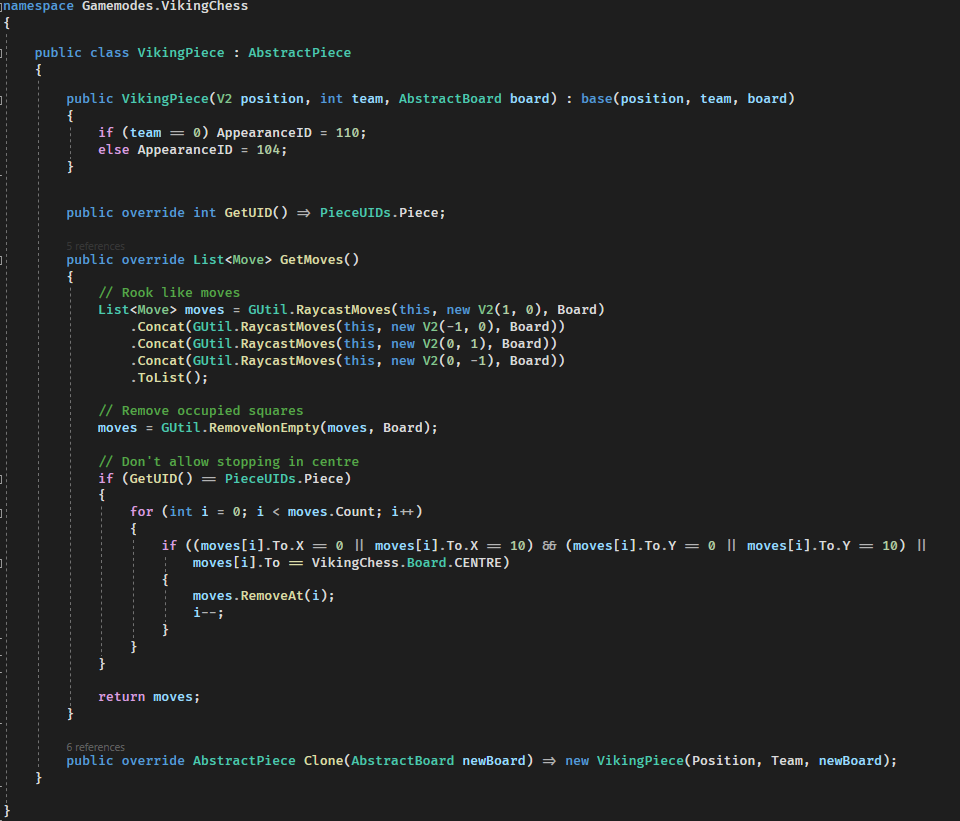 namespace Gamemodes.VikingChess
{
public class VikingPiece : AbstractPiece
{
public VikingPiece(V2 position, int team, AbstractBoard board) : base(position, team, board)
{
if (team == 0) AppearanceID = 110;
else AppearanceID = 104;
}
public override int GetUID() => PieceUIDs.Piece;
5 references
public override List<Move> GetMoves()
{
// Rook like moves
List<Move> moves = GUtil.RaycastMoves(this, new V2(1, 0), Board)
.Concat(GUtil.RaycastMoves(this, new V2(-1, 0), Board))
.Concat(GUtil.RaycastMoves(this, new V2(0, 1), Board))
.Concat(GUtil.RaycastMoves(this, new V2(0, -1), Board))
.ToList();
// Remove occupied squares
moves = GUtil.RemoveNonEmpty(moves, Board);
// Don't allow stopping in centre
if (GetUID() == PieceUIDs.Piece)
{
for (int i = 0; i < moves.Count; i++)
{
if ((moves[i].To.X == 0 || moves[i].To.X == 10) && (moves[i].To.Y == 0 || moves[i].To.Y == 10) ||
moves[i].To == VikingChess.Board.CENTRE)
{
moves.RemoveAt(i);
i--;
}
}
}
return moves;
}
6 references
public override AbstractPiece Clone(AbstractBoard newBoard) => new VikingPiece(Position, Team, newBoard);
}
}